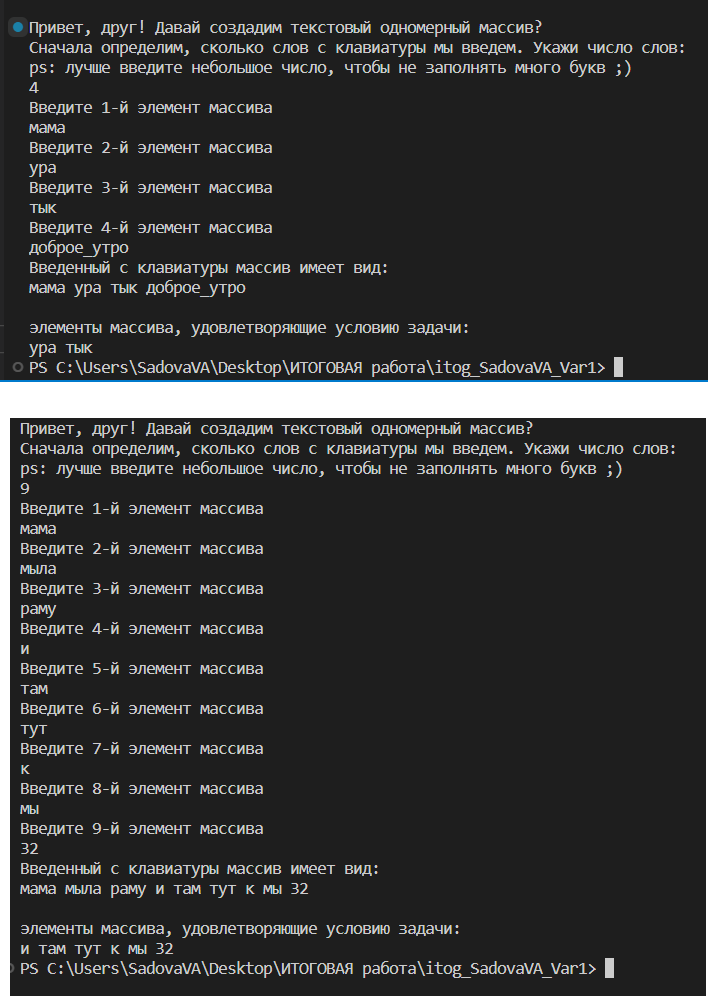 Привет, друг! Давай создадим текстовый одномерный массив?
Сначала определим, сколько слов с клавиатуры мы введем. Укажи число слов:
ps: лучше введите небольшое число, чтобы не заполнять много букв ;)
4
Введите 1-й элемент массива
мама
Введите 2-й элемент массива
ура
Введите 3-й элемент массива
тык
Введите 4-й элемент массива
доброе_утро
Введенный с клавиатуры массив имеет вид:
мама ура тык доброе_утро
элементы массива, удовлетворяющие условию задачи:
ура тык
PS C:\Users\SadovaVA\Desktop\ИТОГОВАЯ работа\itog_SadovaVA_Var1>
Привет, друг! Давай создадим текстовый одномерный массив?
Сначала определим, сколько слов с клавиатуры мы введем. Укажи число слов:
ps: лучше введите небольшое число, чтобы не заполнять много букв ;)
9
Введите 1-й элемент массива
мама
Введите 2-й элемент массива
мыла
Введите 3-й элемент массива
раму
Введите 4-й элемент массива
и
Введите 5-й элемент массива
там
Введите 6-й элемент массива
тут
Введите 7-й элемент массива
к
Введите 8-й элемент массива
мы
Введите 9-й элемент массива
32
Введенный с клавиатуры массив имеет вид:
мама мыла раму и там тут к мы 32
элементы массива, удовлетворяющие условию задачи:
и там тут к мы 32
PS C:\Users\SadovaVA\Desktop\ИТОГОВАЯ работа\itog_SadovaVA_Var1>